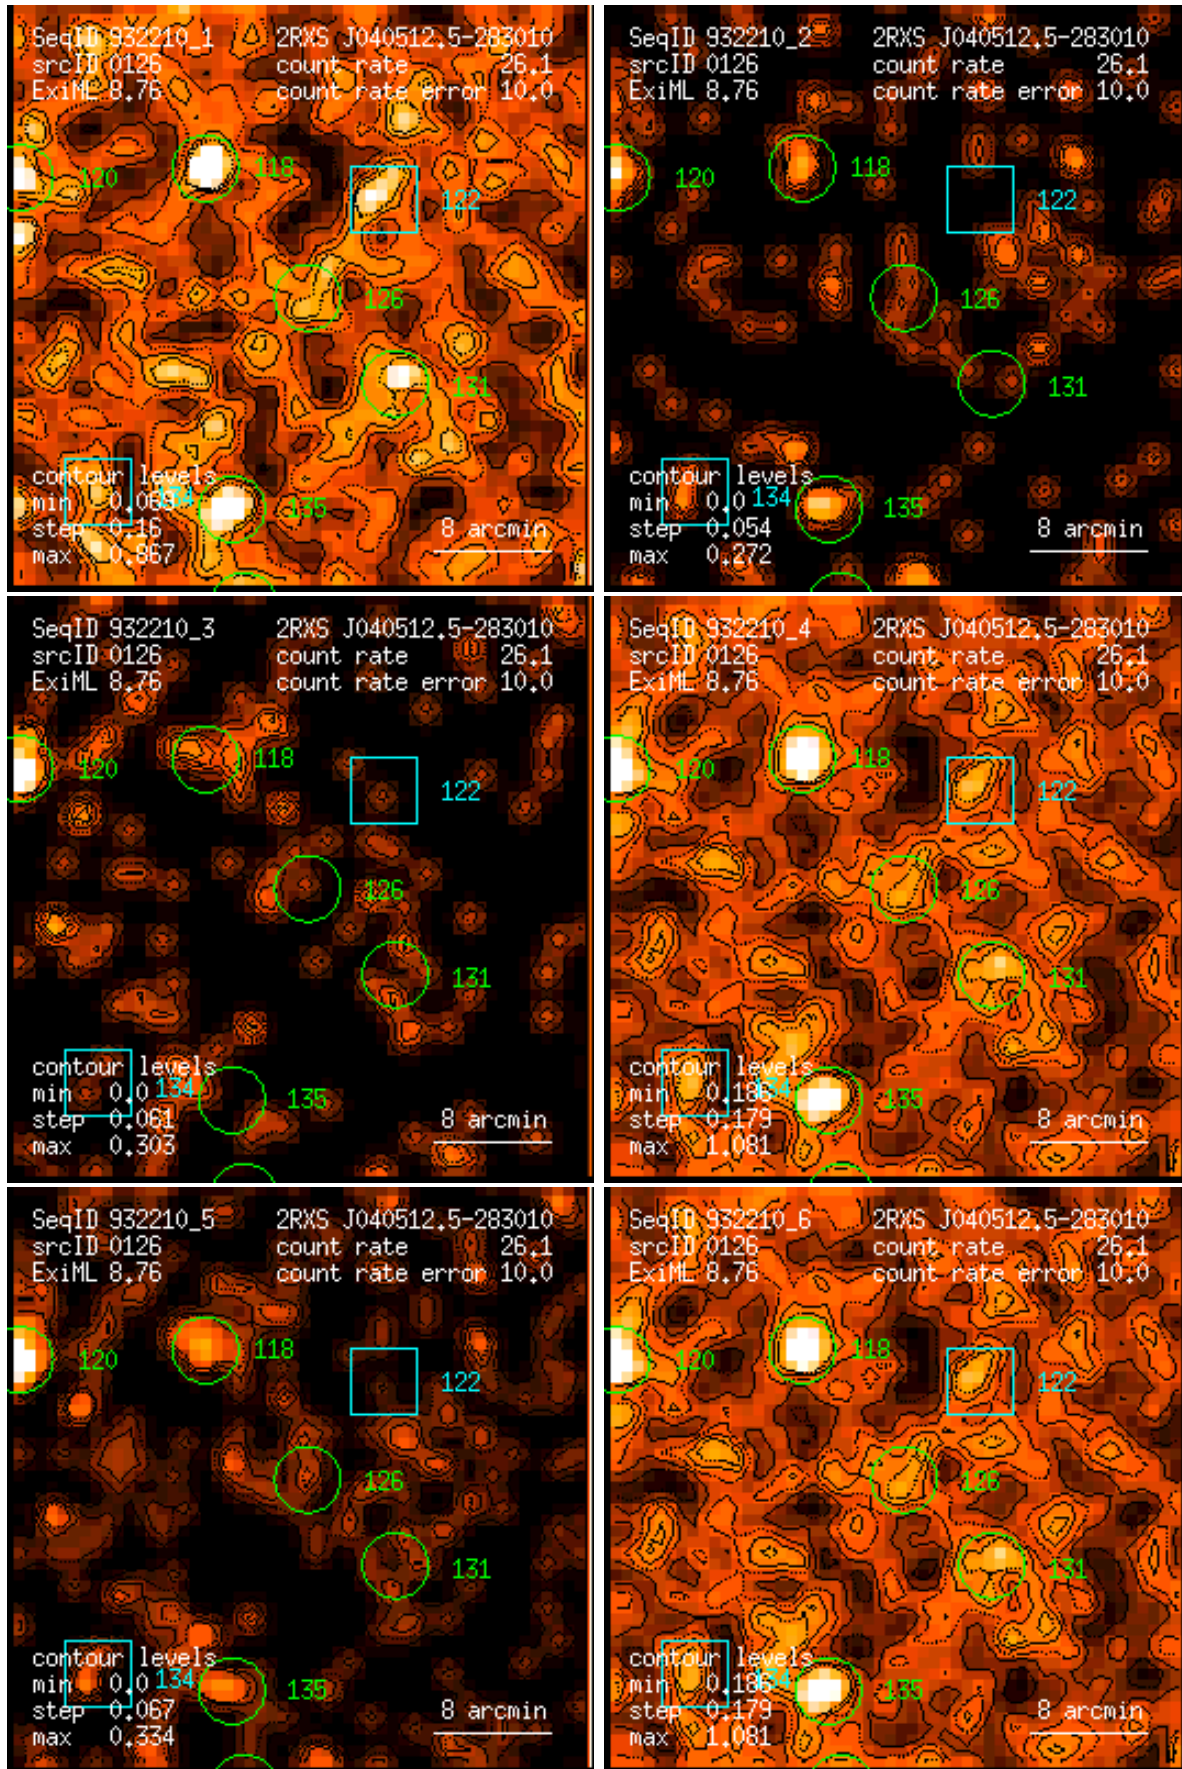 SeqID 932210_1 2RXS J040512.5-283010
srcID 0126 count rate 26.1
ExiML 8.76 count rate error 10.0
118
120
122
126
131
contour levels
min 0.068 134
135
step 0.16
8 arcmin
max 0.867
SeqID 932210_2 2RXS J040512.5-283010
srcID 0126 count rate 26.1
ExiML 8.76 count rate error 10.0
118
120
122
126
131
contour levels
min 0.0 134
135
step 0.054
8 arcmin
max 0.272
SeqID 932210_3 2RXS J040512.5-283010
srcID 0126 count rate 26.1
ExiML 8.76 count rate error 10.0
118
120
122
126
131
contour levels
min 0.0 134
135
step 0.061
8 arcmin
max 0.303
SeqID 932210_4 2RXS J040512.5-283010
srcID 0126 count rate 26.1
ExiML 8.76 count rate error 10.0
118
120
122
126
131
contour levels
min 0.186 134
135
step 0.179
8 arcmin
max 1.081
SeqID 932210_5 2RXS J040512.5-283010
srcID 0126 count rate 26.1
ExiML 8.76 count rate error 10.0
118
120
122
126
131
contour levels
min 0.0 134
135
step 0.067
8 arcmin
max 0.334
SeqID 932210_6 2RXS J040512.5-283010
srcID 0126 count rate 26.1
ExiML 8.76 count rate error 10.0
118
120
122
126
131
contour levels
min 0.186 134
135
step 0.179
8 arcmin
max 1.081